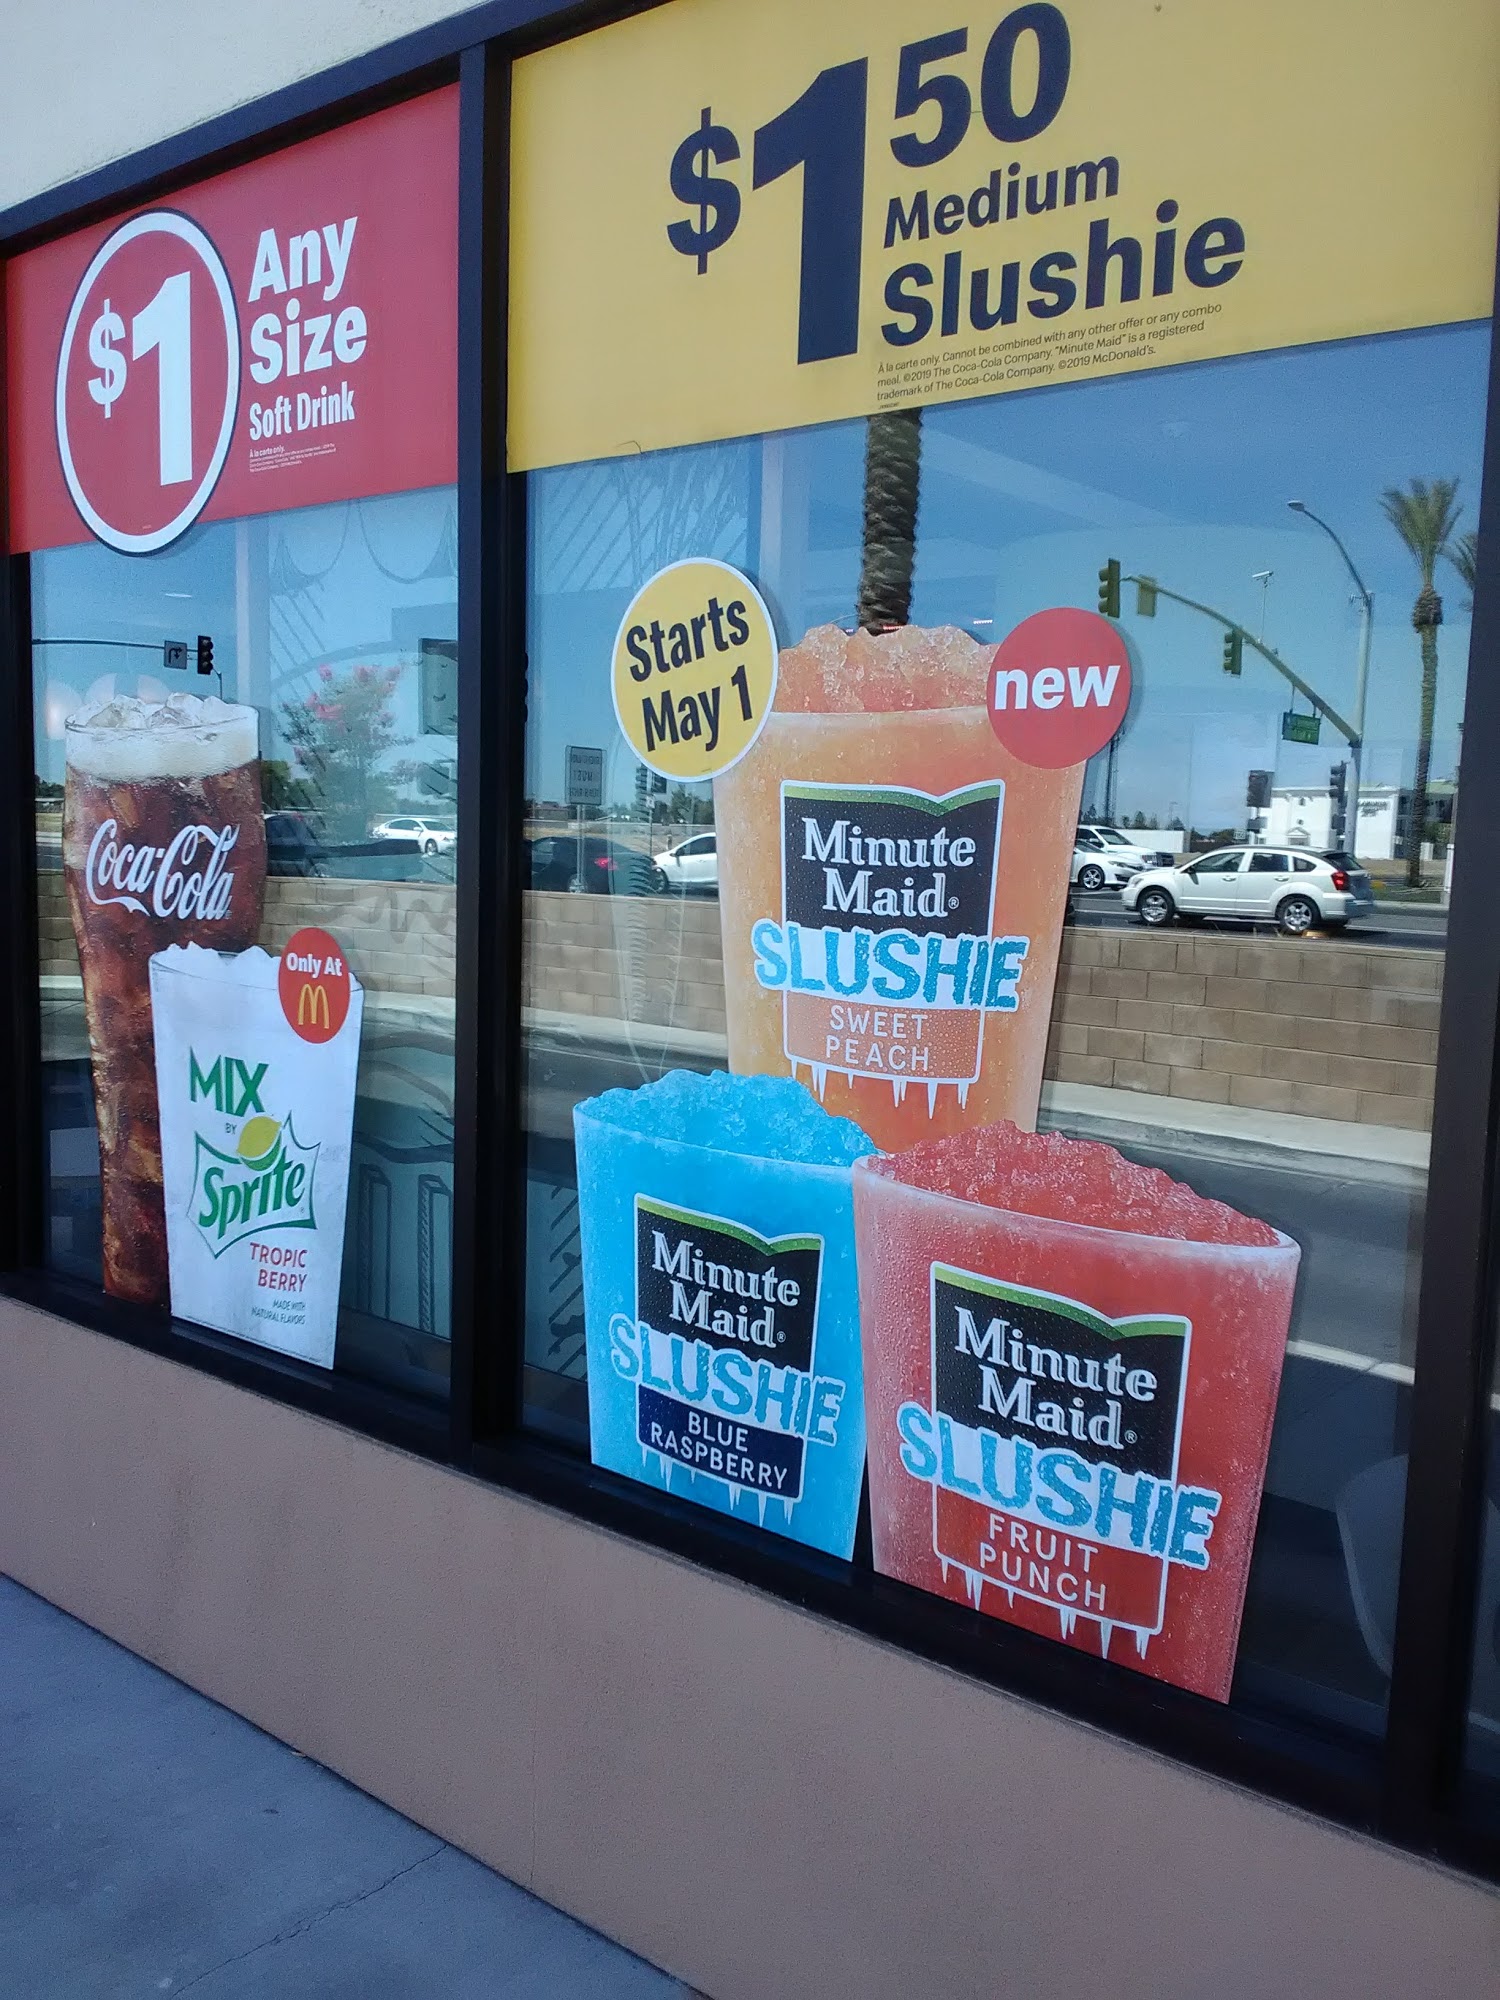 $1
Any
Size
Soft Drink
À la carte only.
$1 50
Medium
Slushie
À la carte only. Cannot be combined with any other offer or any combo
meal. ©2019 The Coca-Cola Company. "Minute Maid" is a registered
trademark of The Coca-Cola Company. ©2019 McDonald's.
Starts
May 1
new
Minute
Maid®
SLUSHIE
SWEET
PEACH
Coca-Cola
Only At
MIX
BY
Sprite
TROPIC
BERRY
MADE WITH
NATURAL FLAVORS
Minute
Maid®
SLUSHIE
BLUE
RASPBERRY
Minute
Maid®
SLUSHIE
FRUIT
PUNCH